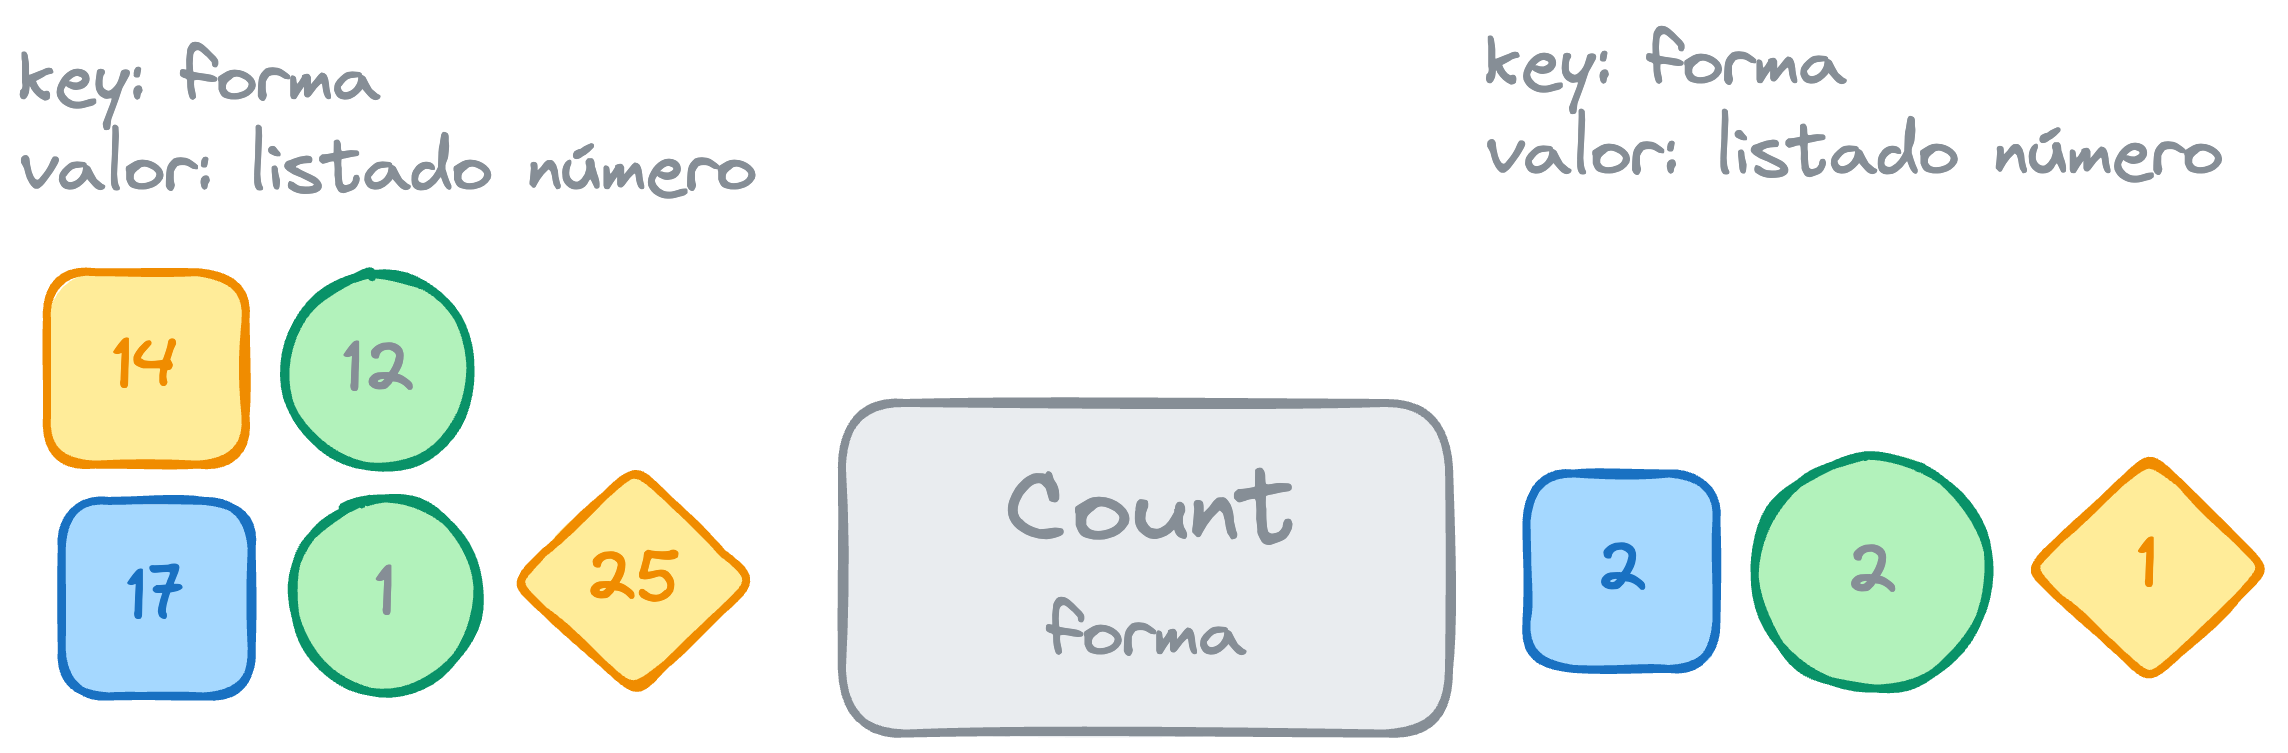 key: forma
valor: listado número
14
12
17
1
25
Count
forma
key: forma
valor: listado número
2
2
1